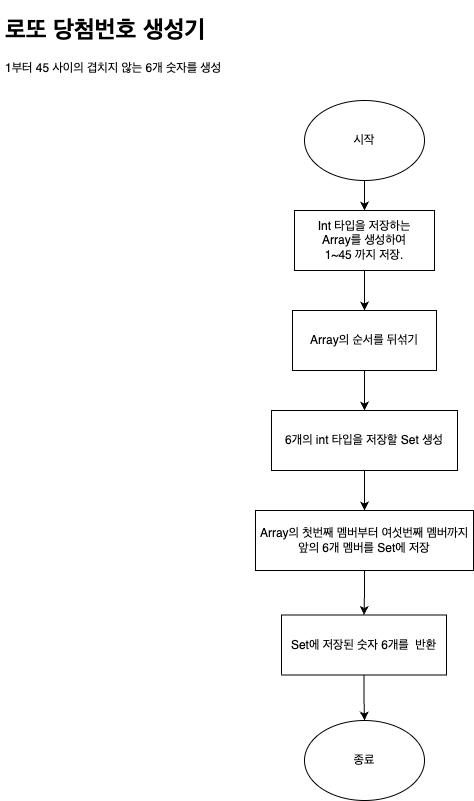 로또 당첨번호 생성기
1부터 45 사이의 겹치지 않는 6개 숫자를 생성
시작
Int 타입을 저장하는
Array를 생성하여
1~45 까지 저장.
Array의 순서를 뒤섞기
6개의 int 타입을 저장할 Set 생성
Array의 첫번째 멤버부터 여섯번째 멤버까지
앞의 6개 멤버를 Set에 저장
Set에 저장된 숫자 6개를 반환
종료